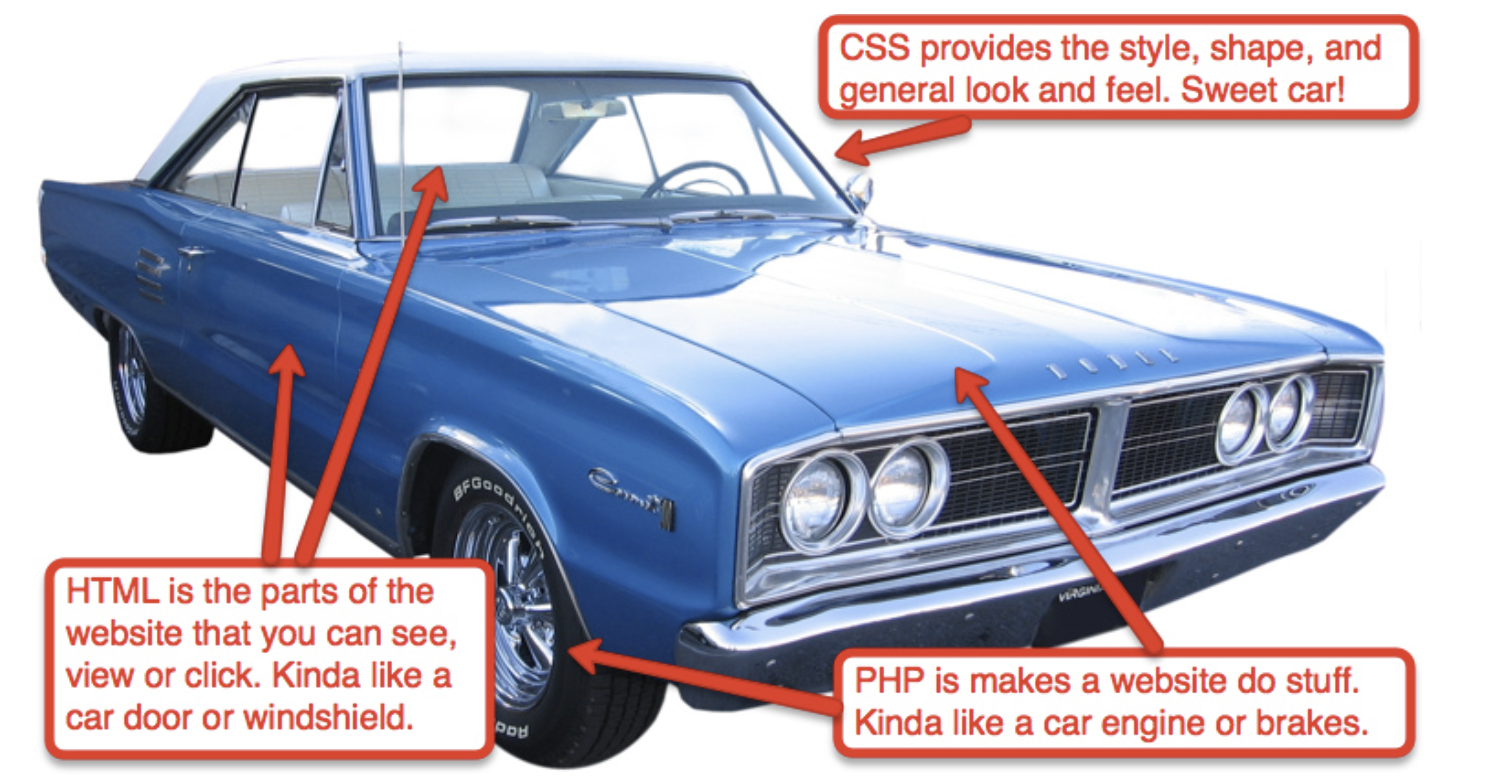 CSS provides the style, shape, and
general look and feel. Sweet car!
DODGE
BFGoodrich
HTML is the parts of the
website that you can see,
view or click. Kinda like a
car door or windshield.
PHP is makes a website do stuff.
Kinda like a car engine or brakes.